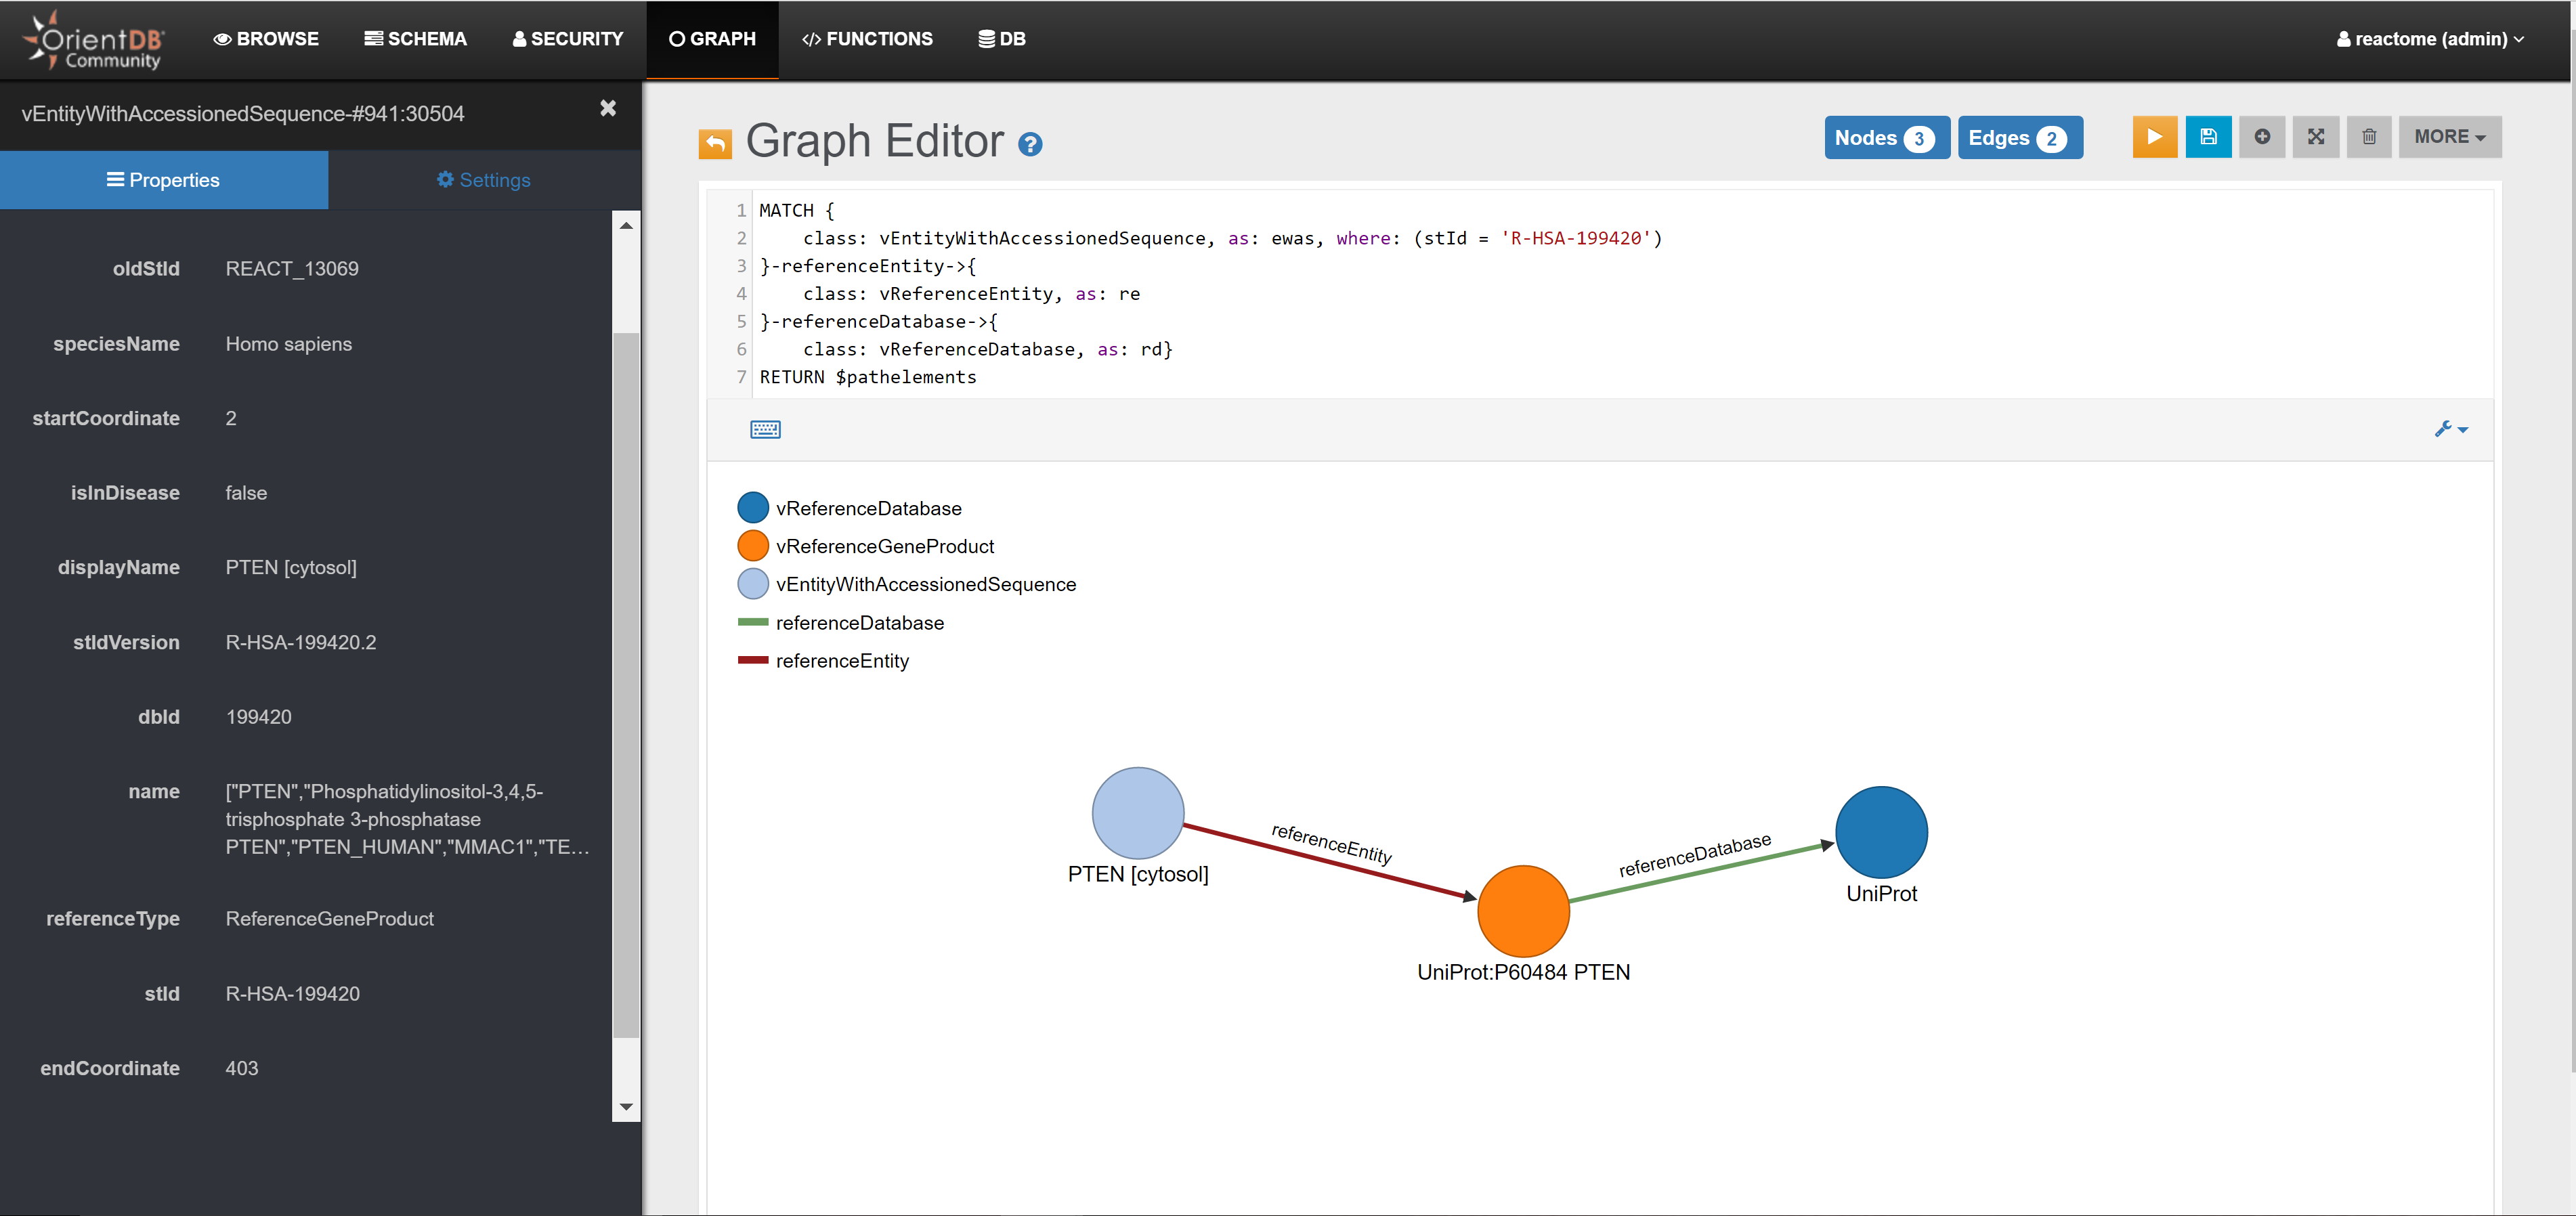 OrientDB
Community
BROWSE
SCHEMA
SECURITY
GRAPH
</> FUNCTIONS
DB
reactome (admin)
vEntityWithAccessionedSequence-#941:30504
Properties
Settings
oldStId REACT_13069
speciesName Homo sapiens
startCoordinate 2
isInDisease false
displayName PTEN [cytosol]
stIdVersion R-HSA-199420.2
dbId 199420
name ["PTEN","Phosphatidylinositol-3,4,5-
trisphosphate 3-phosphatase
PTEN","PTEN_HUMAN","MMAC1","TE...
referenceType ReferenceGeneProduct
stId R-HSA-199420
endCoordinate 403
Graph Editor
Nodes 3
Edges 2
MORE
1 MATCH {
2 class: vEntityWithAccessionedSequence, as: ewas, where: (stId = 'R-HSA-199420')
3 }-referenceEntity->{
4 class: vReferenceEntity, as: re
5 }-referenceDatabase->{
6 class: vReferenceDatabase, as: rd}
7 RETURN $pathelements
vReferenceDatabase
vReferenceGeneProduct
vEntityWithAccessionedSequence
referenceDatabase
referenceEntity
PTEN [cytosol]
referenceEntity
UniProt:P60484 PTEN
referenceDatabase
UniProt